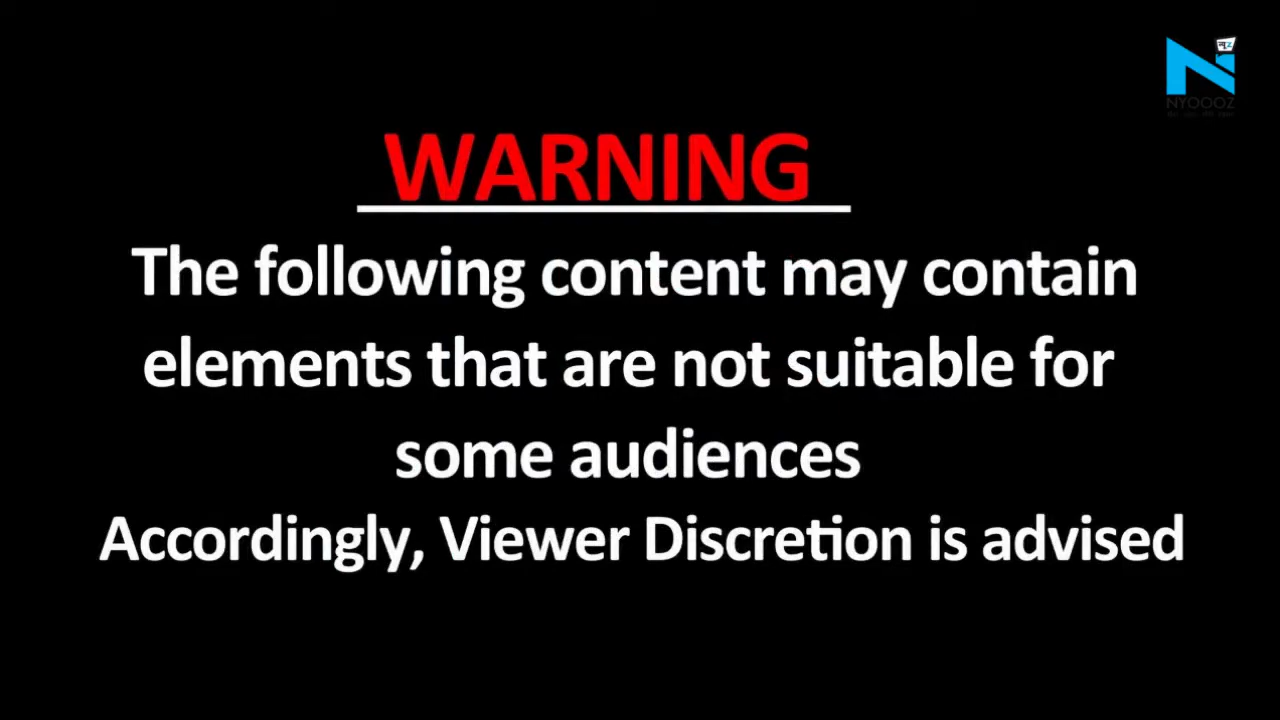 न्यूz
NYOOOZ
WARNING
The following content may contain
elements that are not suitable for
some audiences
Accordingly, Viewer Discretion is advised